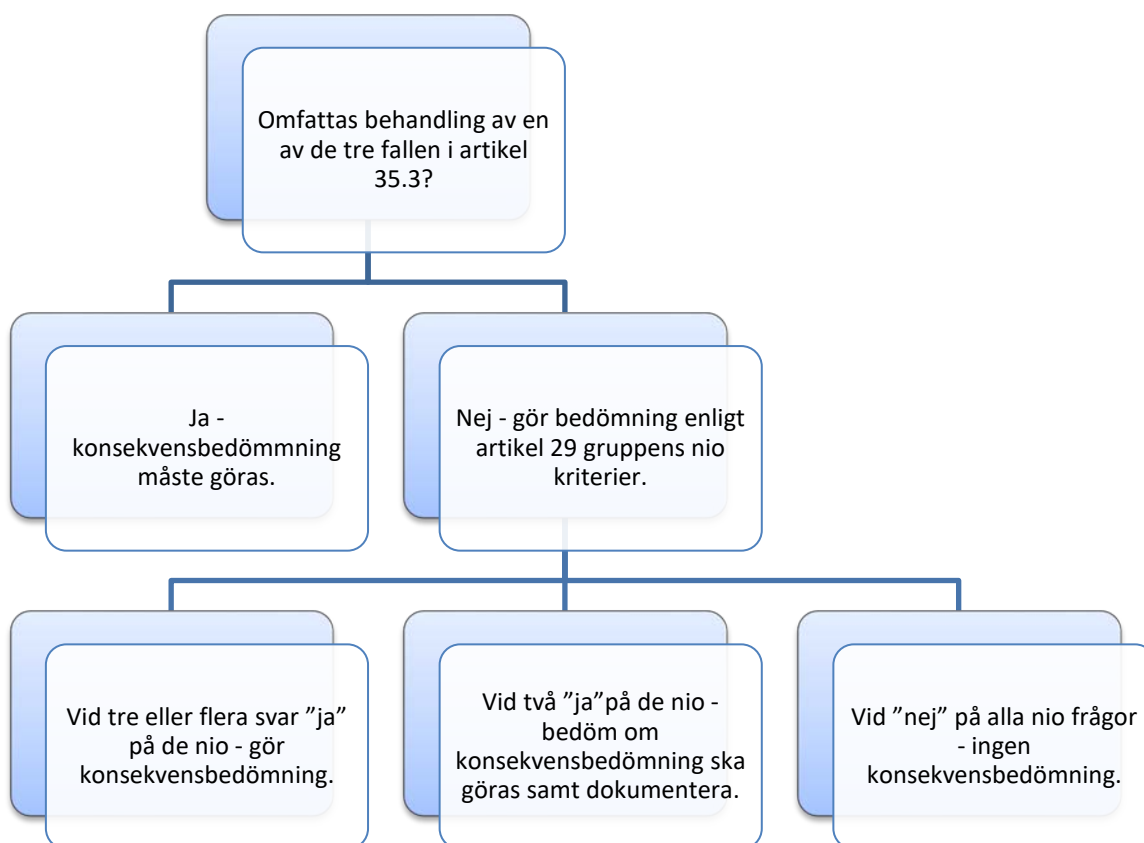 Omfattas behandling av en
av de tre fallen i artikel
35.3?
Ja -
konsekvensbedömmning
måste göras.
Nej - gör bedömning enligt
artikel 29 gruppens nio
kriterier.
Vid tre eller flera svar ”ja”
på de nio - gör
konsekvensbedömning.
Vid två ”ja”på de nio -
bedöm om
konsekvensbedömning ska
göras samt dokumentera.
Vid ”nej” på alla nio frågor
- ingen
konsekvensbedömning.